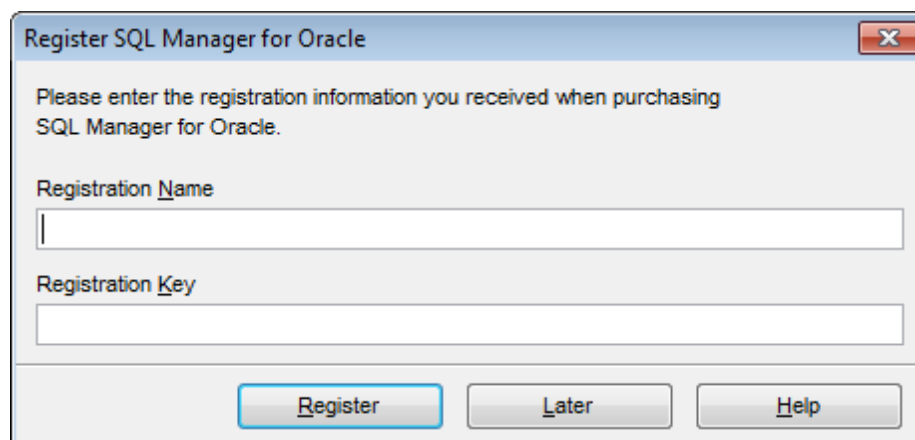 Register SQL Manager for Oracle
Please enter the registration information you received when purchasing
SQL Manager for Oracle.
Registration Name
Registration Key
Register
Later
Help